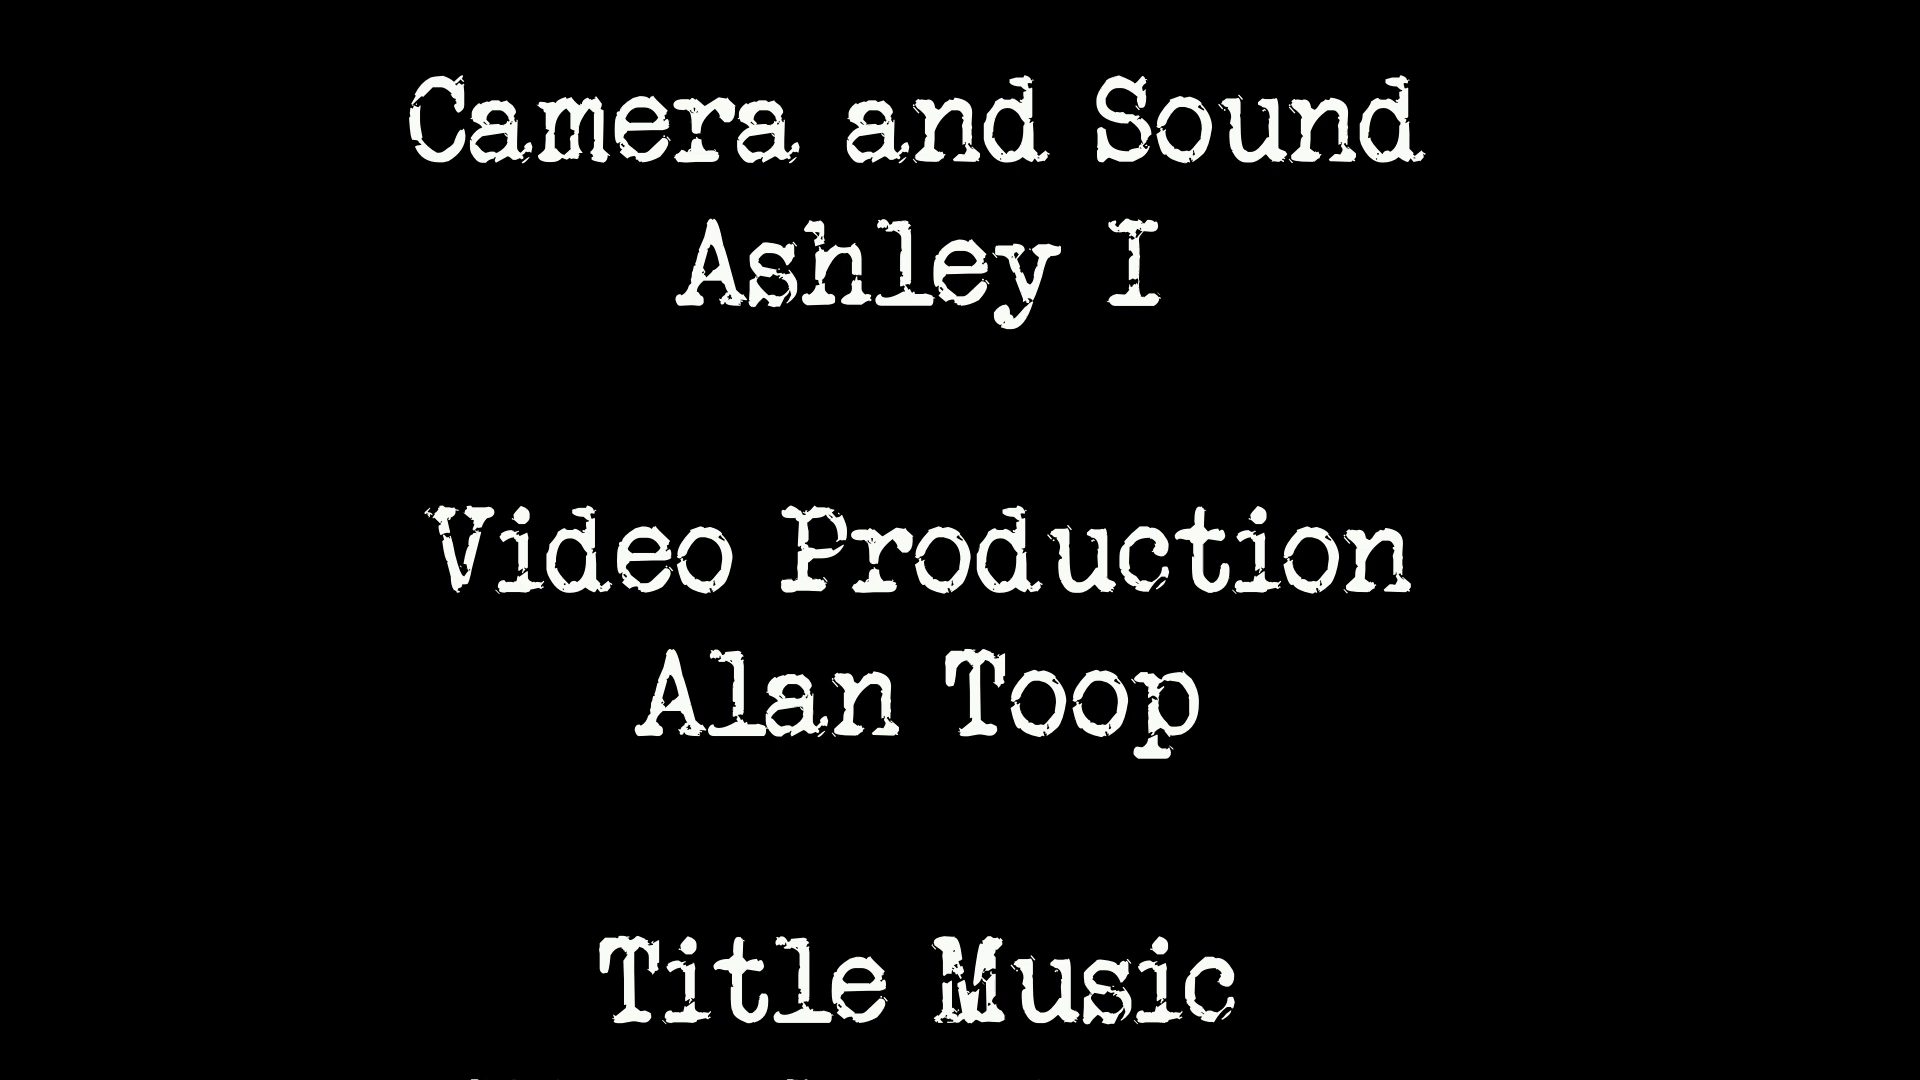 Camera and Sound
Ashley I
Video Production
Alan Toop
Title Music